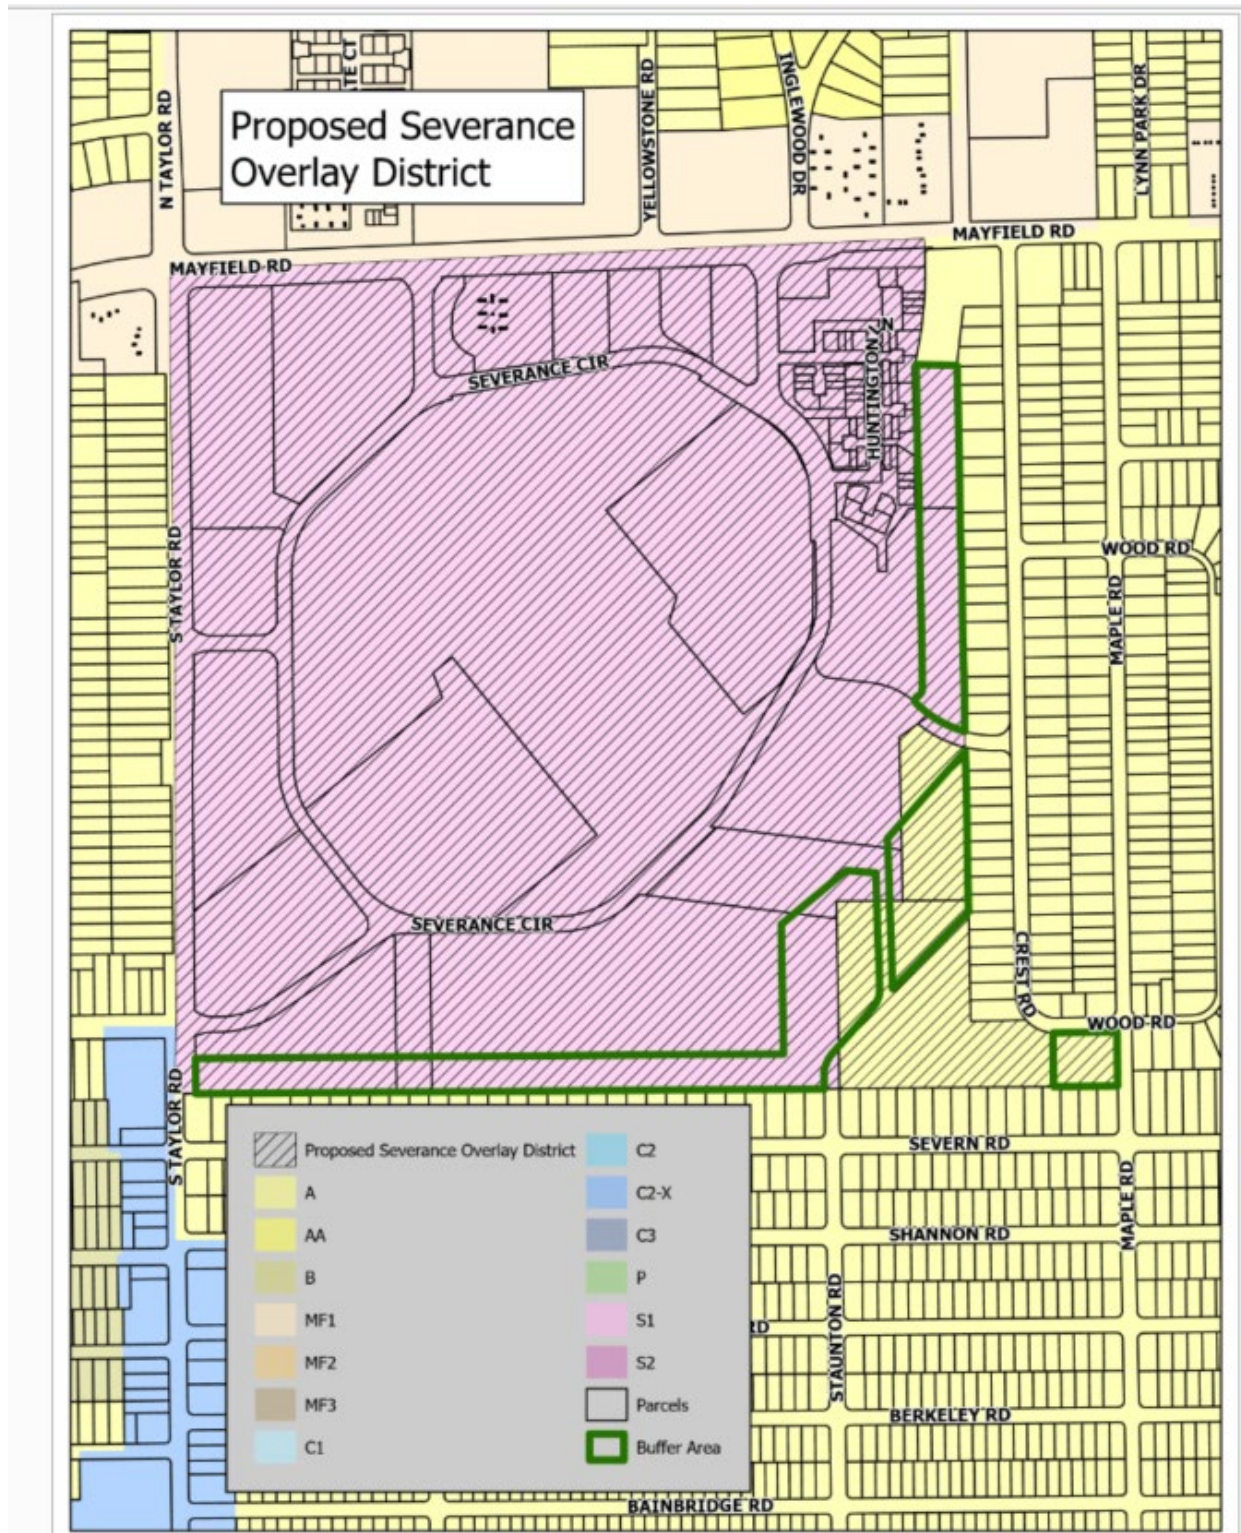 N TAYLOR RD
YELLOWSTONE RD
INGLEWOOD DR
LYNN PARK DR
Proposed Severance
Overlay District
MAYFIELD RD
MAYFIELD RD
SEVERANCE CIR
HUNTINGTON
S TAYLOR RD
WOOD RD
MAPLE RD
SEVERANCE CIR
CREST RD
WOOD RD
S TAYLOR RD
SEVERN RD
MAPLE RD
SHANNON RD
STAUNTON RD
RD
BERKELEY RD
BAINBRIDGE RD
Proposed Severance Overlay District
A
AA
B
MF1
MF2
MF3
C1
C2
C2-X
C3
P
S1
S2
Parcels
Buffer Area